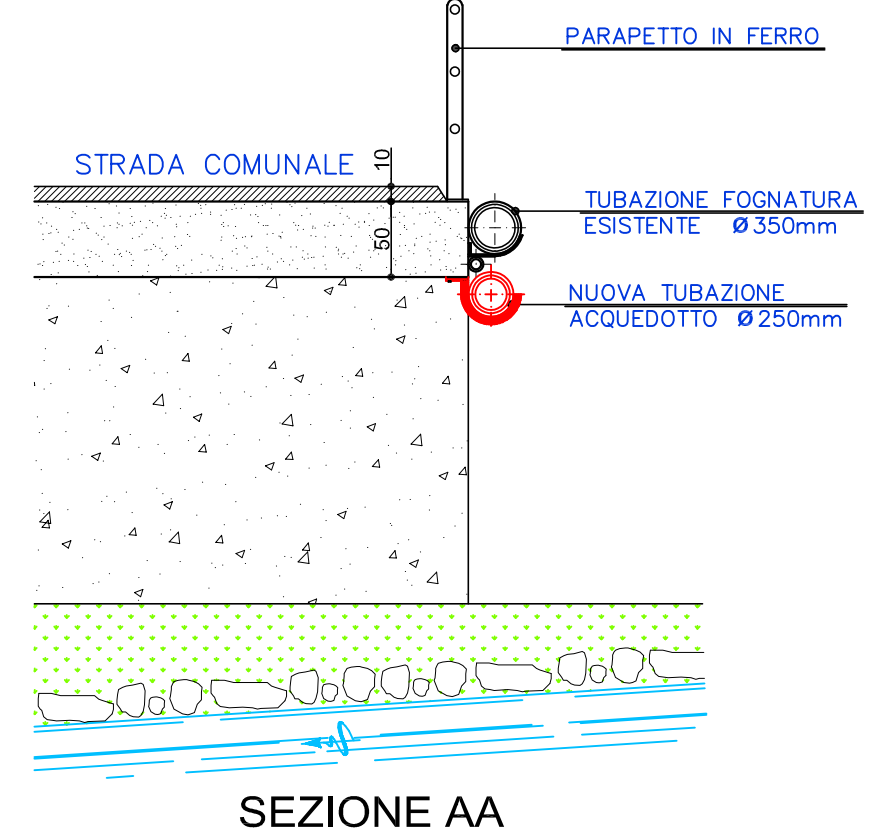 PARAPETTO IN FERRO
STRADA COMUNALE
10
50
TUBAZIONE FOGNATURA
ESISTENTE Ø350mm
NUOVA TUBAZIONE
ACQUEDOTTO Ø250mm
SEZIONE AA